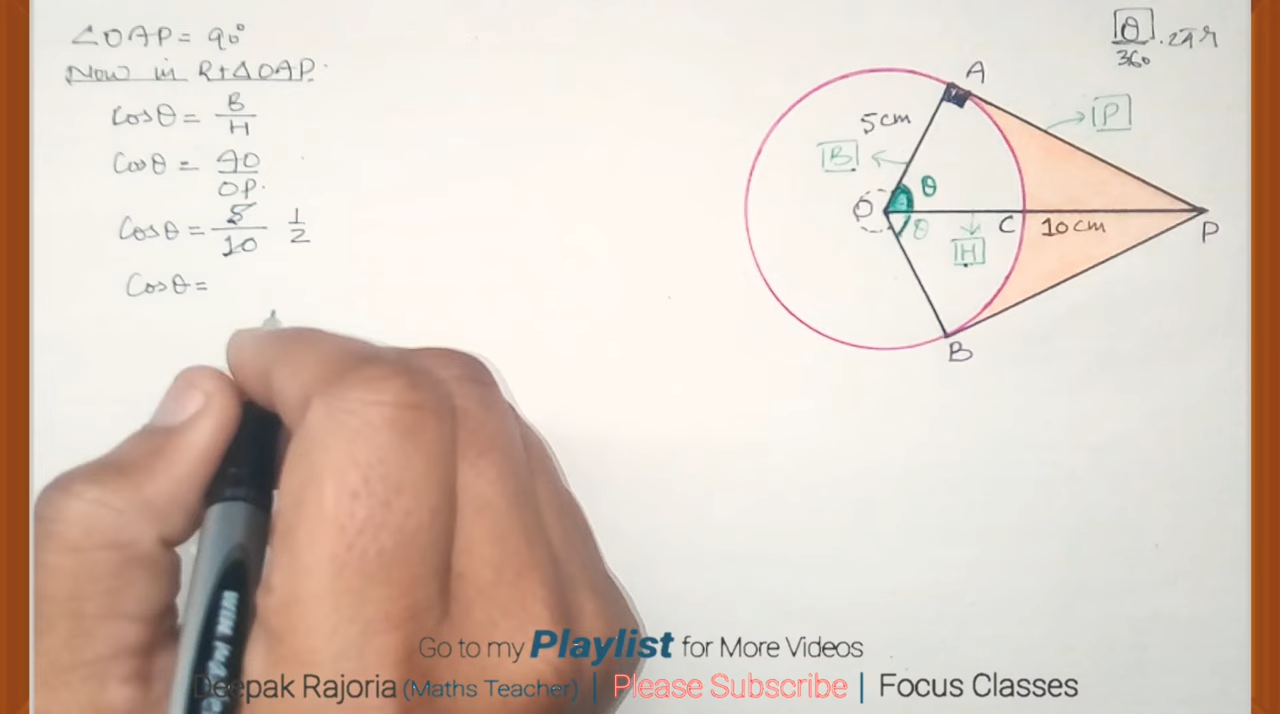 ∠OAP = 90°
Now in Rt△OAP.
Cosθ = B/H
Cosθ = AO/OP.
Cosθ = 5/10 1/2
Cosθ =
θ/360 . 2πr
A
5cm
P
B
θ
O
θ
C
10cm
P
H
B
Go to my Playlist for More Videos
Deepak Rajoria (Maths Teacher) | Please Subscribe | Focus Classes